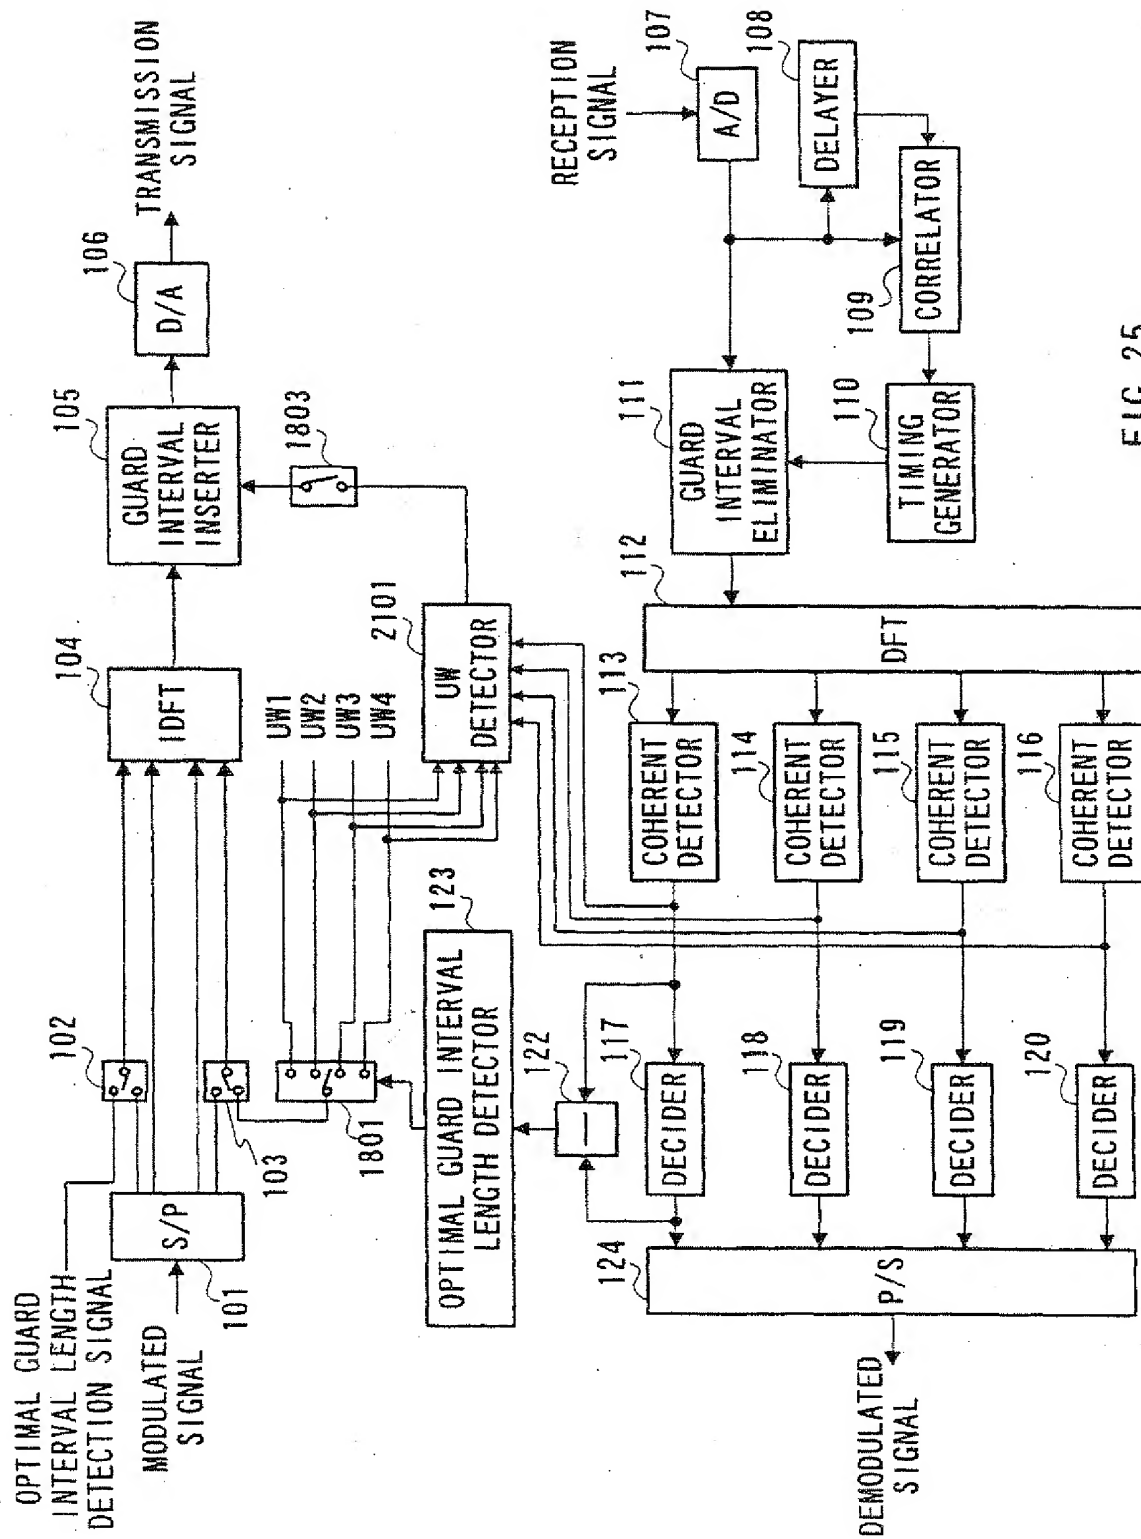 OPTIMAL GUARD
INTERVAL LENGTH
DETECTION SIGNAL
MODULATED
SIGNAL
101
S/P
102
103
104
IDFT
105
GUARD
INTERVAL
INSERTER
106
D/A
TRANSMISSION
SIGNAL
1801
UW1
UW2
UW3
UW4
1803
2101
UW
DETECTOR
123
OPTIMAL GUARD INTERVAL
LENGTH DETECTOR
122
RECEPTION
SIGNAL
107
A/D
108
DELAYER
109
CORRELATOR
110
TIMING
GENERATOR
111
GUARD
INTERVAL
ELIMINATOR
112
DFT
113
COHERENT
DETECTOR
114
COHERENT
DETECTOR
115
COHERENT
DETECTOR
116
COHERENT
DETECTOR
117
DECIDER
118
DECIDER
119
DECIDER
120
DECIDER
124
P/S
DEMODULATED
SIGNAL
FIG. 25